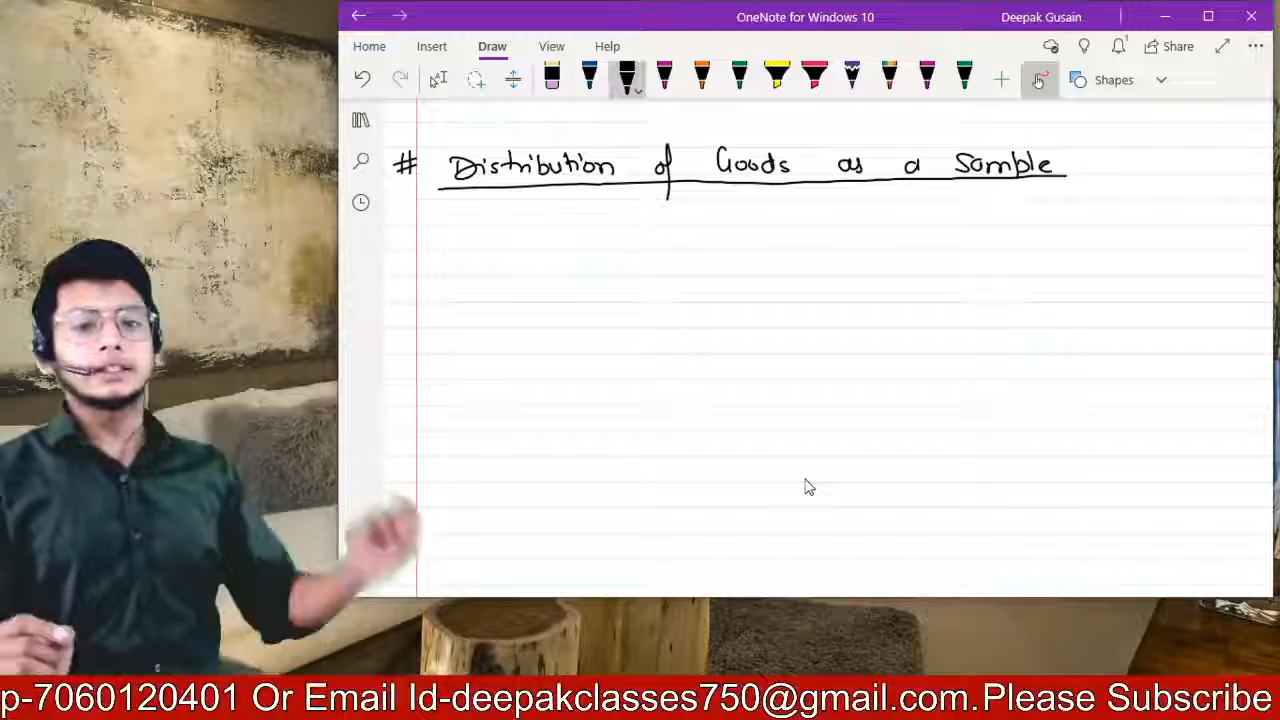 OneNote for Windows 10
Deepak Gusain
Home Insert Draw View Help
Share
Shapes
# Distribution of Goods as a Sample
p-7060120401 Or Email Id-deepakclasses750@gmail.com.Please Subscribe